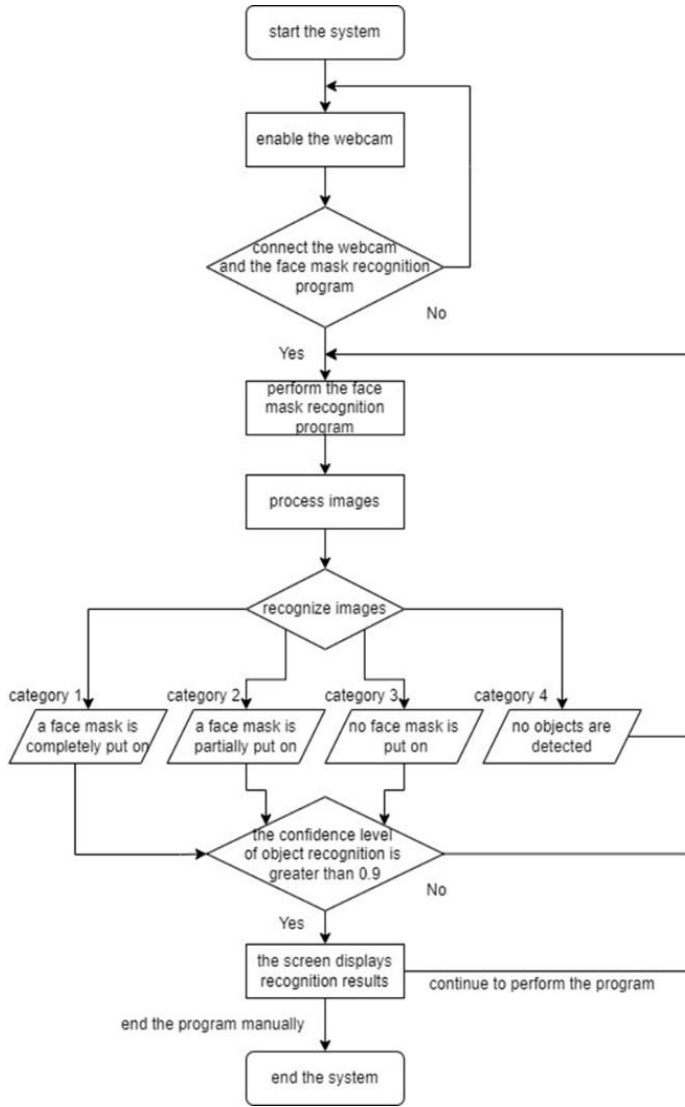 start the system
enable the webcam
connect the webcam
and the face mask recognition
program
No
Yes
perform the face
mask recognition
program
process images
recognize images
category 1
a face mask is
completely put on
category 2
a face mask is
partially put on
category 3
no face mask is
put on
category 4
no objects are
detected
the confidence level
of object recognition is
greater than 0.9
No
Yes
the screen displays
recognition results
continue to perform the program
end the program manually
end the system